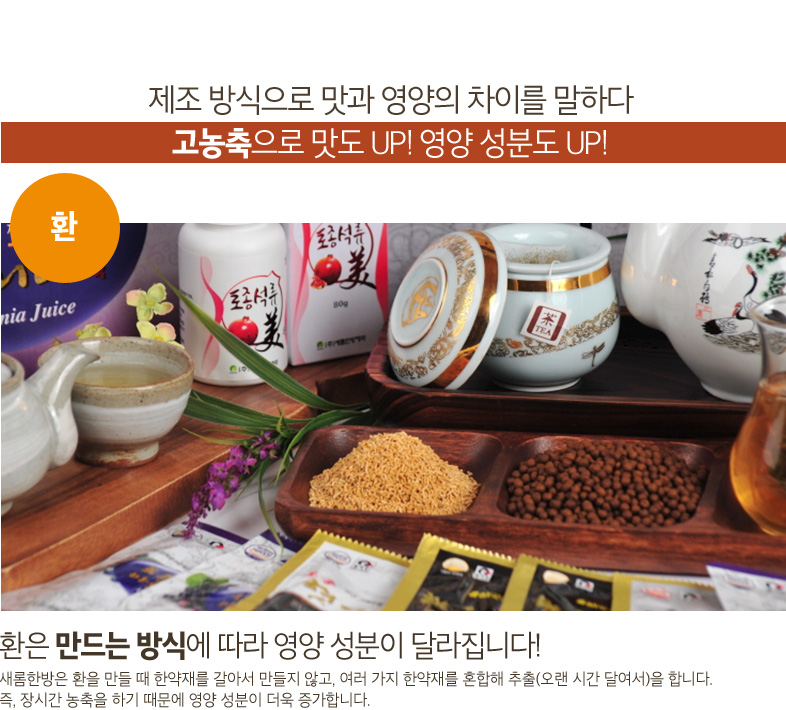 제조 방식으로 맛과 영양의 차이를 말하다
고농축으로 맛도 UP! 영양 성분도 UP!
환
nia Juice
토종석류
美
토종석류
美
80g
茶
TEA
환은 만드는 방식에 따라 영양 성분이 달라집니다!
새롬한방은 환을 만들 때 한약재를 갈아서 만들지 않고, 여러 가지 한약재를 혼합해 추출(오랜 시간 달여서)을 합니다.
즉, 장시간 농축을 하기 때문에 영양 성분이 더욱 증가합니다.